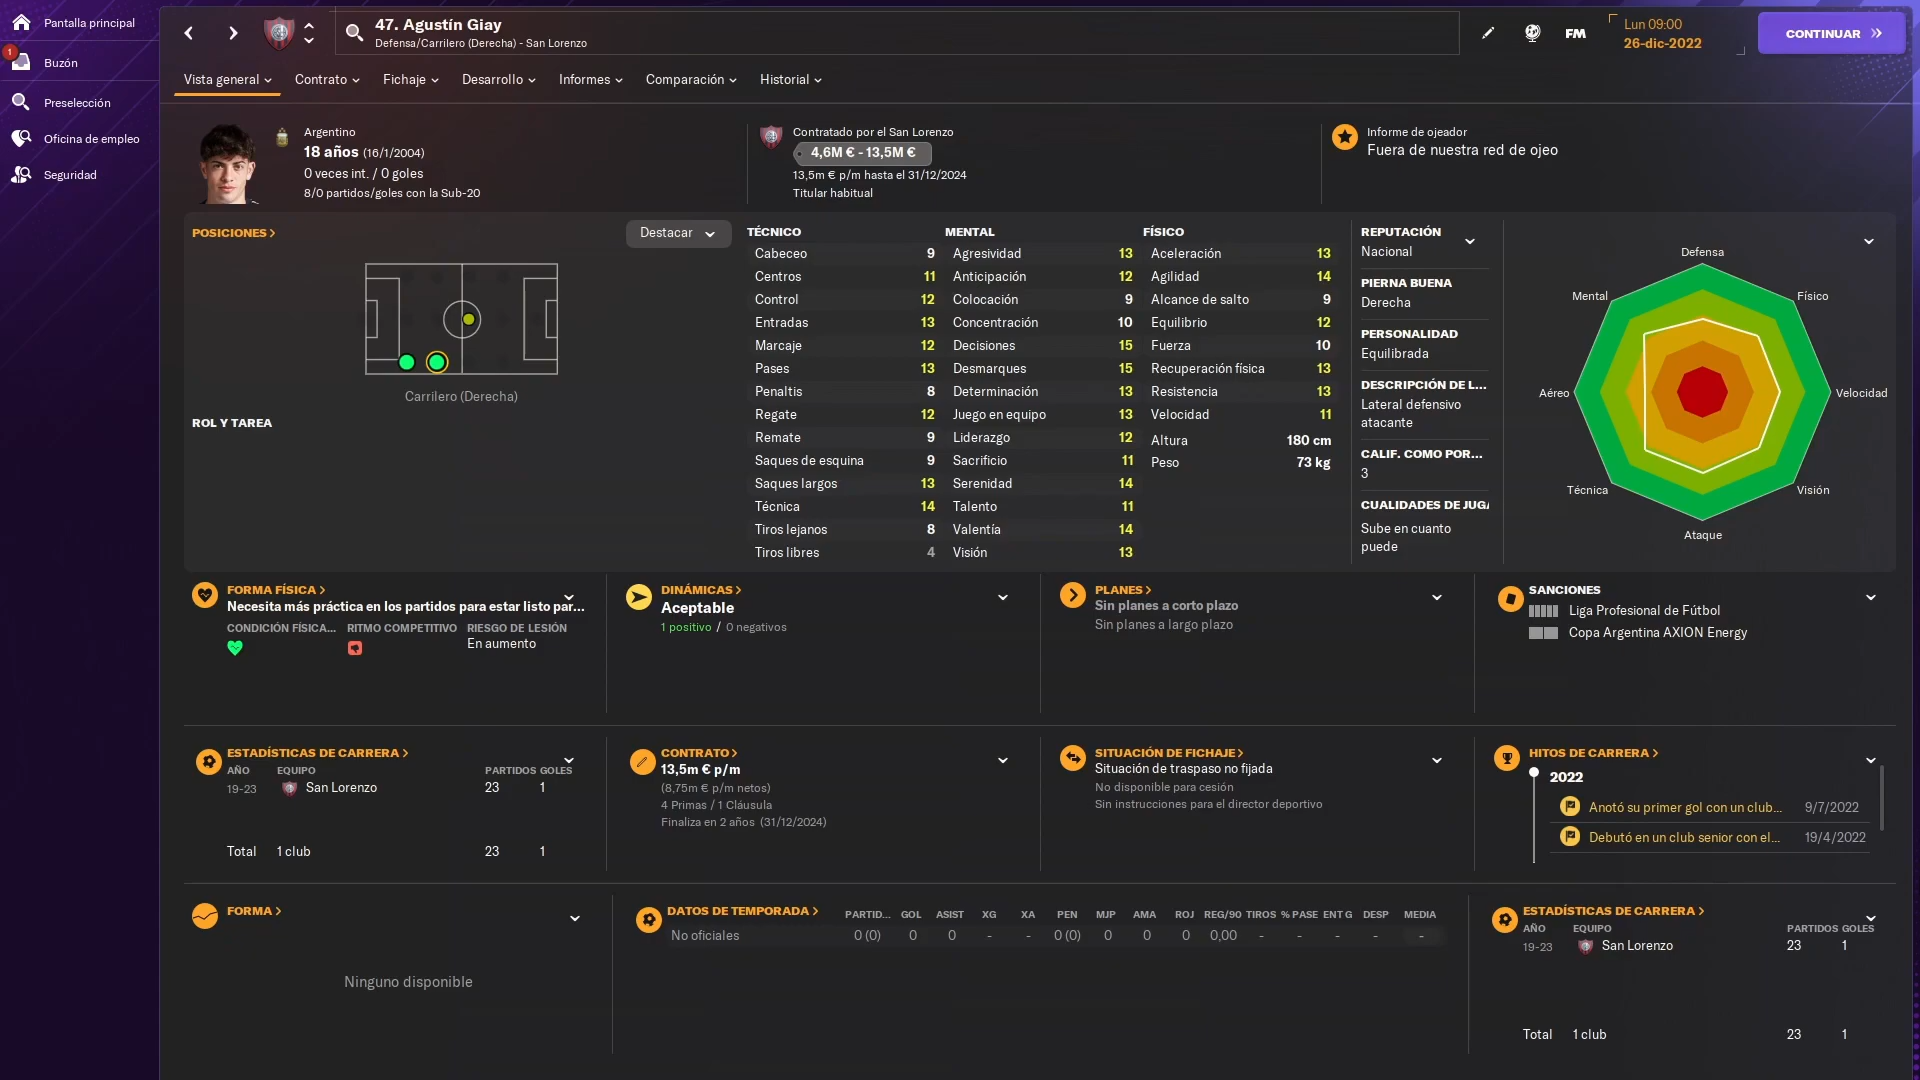 Pantalla principal
1
Buzón
Preselección
Oficina de empleo
Seguridad
47. Agustín Giay
Defensa/Carrilero (Derecha) - San Lorenzo
FM
Lun 09:00
26-dic-2022
CONTINUAR
Vista general
Contrato
Fichaje
Desarrollo
Informes
Comparación
Historial
Argentino
18 años (16/1/2004)
0 veces int. / 0 goles
8/0 partidos/goles con la Sub-20
Contratado por el San Lorenzo
4,6M € - 13,5M €
13,5m € p/m hasta el 31/12/2024
Titular habitual
Informe de ojeador
Fuera de nuestra red de ojeo
POSICIONES
Destacar
Carrilero (Derecha)
ROL Y TAREA
TÉCNICO
Cabeceo 9
Centros 11
Control 12
Entradas 13
Marcaje 12
Pases 13
Penaltis 8
Regate 12
Remate 9
Saques de esquina 9
Saques largos 13
Técnica 14
Tiros lejanos 8
Tiros libres 4
MENTAL
Agresividad 13
Anticipación 12
Colocación 9
Concentración 10
Decisiones 15
Desmarques 15
Determinación 13
Juego en equipo 13
Liderazgo 12
Sacrificio 11
Serenidad 14
Talento 11
Valentía 14
Visión 13
FÍSICO
Aceleración 13
Agilidad 14
Alcance de salto 9
Equilibrio 12
Fuerza 10
Recuperación física 13
Resistencia 13
Velocidad 11
Altura 180 cm
Peso 73 kg
REPUTACIÓN
Nacional
PIERNA BUENA
Derecha
PERSONALIDAD
Equilibrada
DESCRIPCIÓN DE L...
Lateral defensivo
atacante
CALIF. COMO POR...
3
CUALIDADES DE JUGA
Sube en cuanto
puede
Defensa
Mental
Físico
Aéreo
Velocidad
Técnica
Visión
Ataque
FORMA FÍSICA
Necesita más práctica en los partidos para estar listo par...
CONDICIÓN FÍSICA... RITMO COMPETITIVO RIESGO DE LESIÓN
En aumento
DINÁMICAS
Aceptable
1 positivo / 0 negativos
PLANES
Sin planes a corto plazo
Sin planes a largo plazo
SANCIONES
Liga Profesional de Fútbol
Copa Argentina AXION Energy
ESTADÍSTICAS DE CARRERA
AÑO EQUIPO PARTIDOS GOLES
19-23 San Lorenzo 23 1
Total 1 club 23 1
CONTRATO
13,5m € p/m
(8,75m € p/m netos)
4 Primas / 1 Cláusula
Finaliza en 2 años (31/12/2024)
SITUACIÓN DE FICHAJE
Situación de traspaso no fijada
No disponible para cesión
Sin instrucciones para el director deportivo
HITOS DE CARRERA
2022
Anotó su primer gol con un club... 9/7/2022
Debutó en un club senior con el... 19/4/2022
FORMA
Ninguno disponible
DATOS DE TEMPORADA PARTID... GOL ASIST XG XA PEN MJP AMA ROJ REG/90 TIROS % PASE ENT G DESP MEDIA
No oficiales 0 (0) 0 0 - - 0 (0) 0 0 0 0,00 - - - - -
ESTADÍSTICAS DE CARRERA
AÑO EQUIPO PARTIDOS GOLES
19-23 San Lorenzo 23 1
Total 1 club 23 1